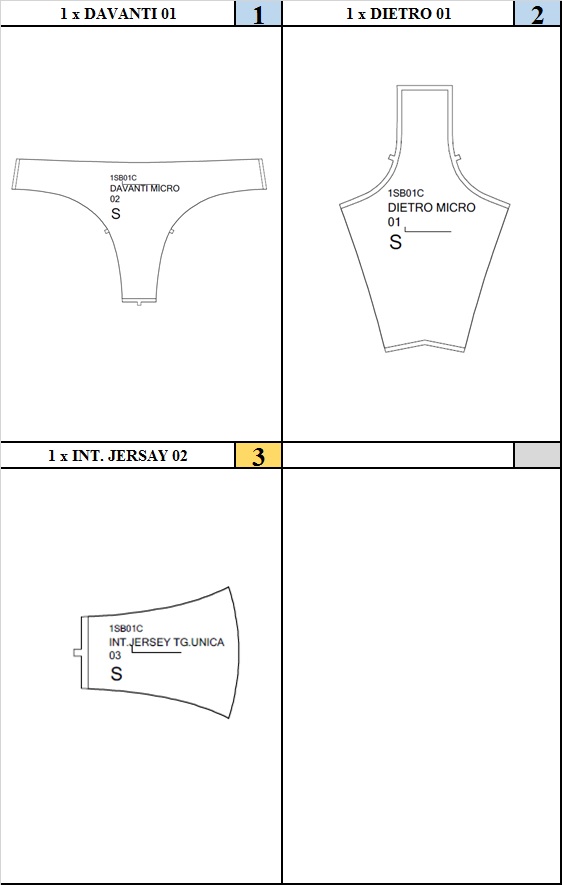 1 x DAVANTI 01
1
1 x DIETRO 01
2
1SB01C
DAVANTI MICRO
02
S
1SB01C
DIETRO MICRO
01
S
1 x INT. JERSAY 02
3
1SB01C
INT.JERSEY TG.UNICA
03
S